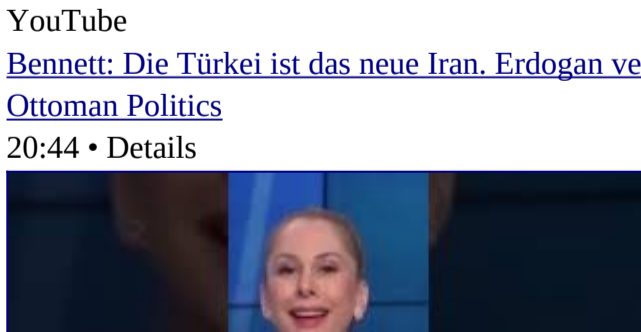 YouTube
Bennett: Die Türkei ist das neue Iran. Erdogan ve
Ottoman Politics
20:44 • Details